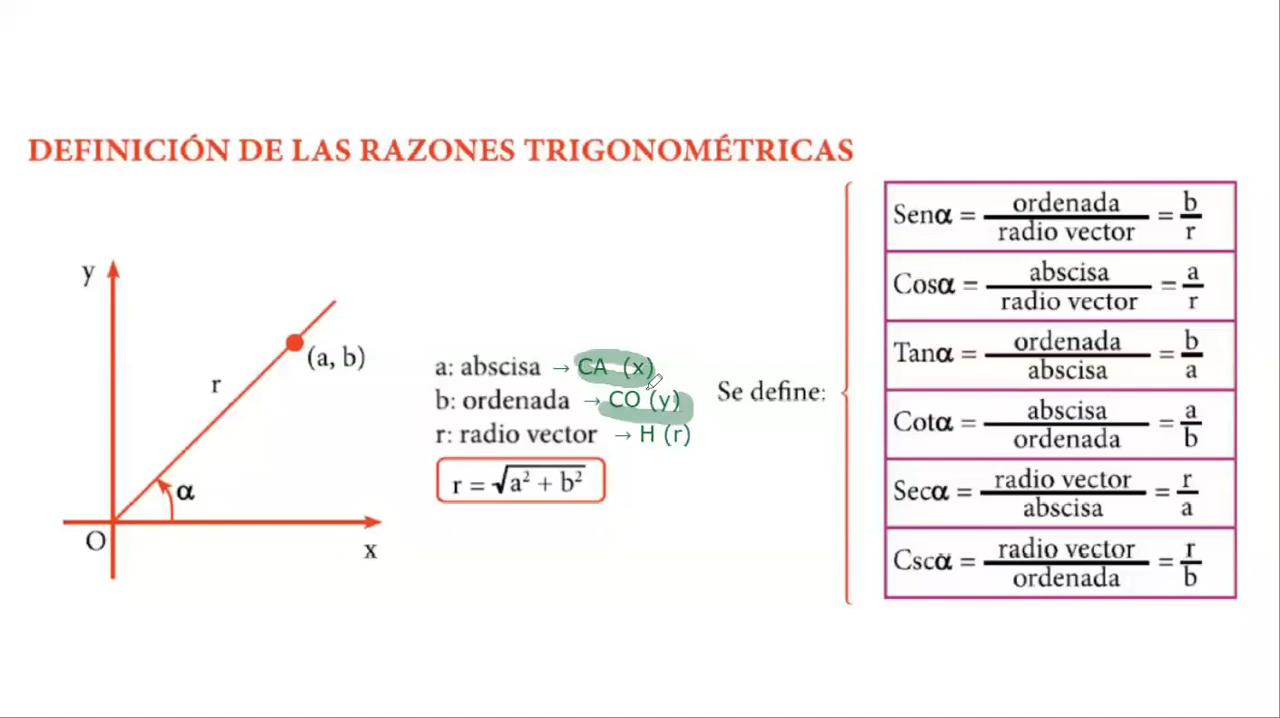 DEFINICIÓN DE LAS RAZONES TRIGONOMÉTRICAS
y
(a, b)
r
α
O
x
a: abscisa → CA (x)
b: ordenada → CO (y)
r: radio vector → H (r)
r = √a² + b²
Se define:
Senα = ordenada / radio vector = b / r
Cosα = abscisa / radio vector = a / r
Tanα = ordenada / abscisa = b / a
Cotα = abscisa / ordenada = a / b
Secα = radio vector / abscisa = r / a
Cscα = radio vector / ordenada = r / b